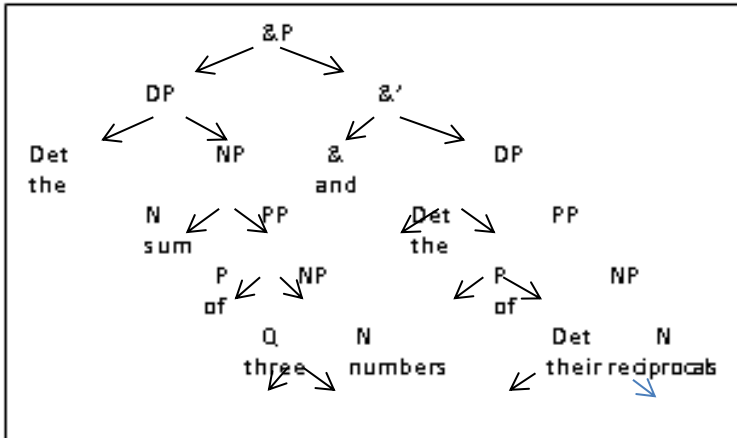 &P
DP &'
Det NP & DP
the and
N PP Det PP
sum the
P NP P NP
of of
Q N Det N
three numbers their reciprocals